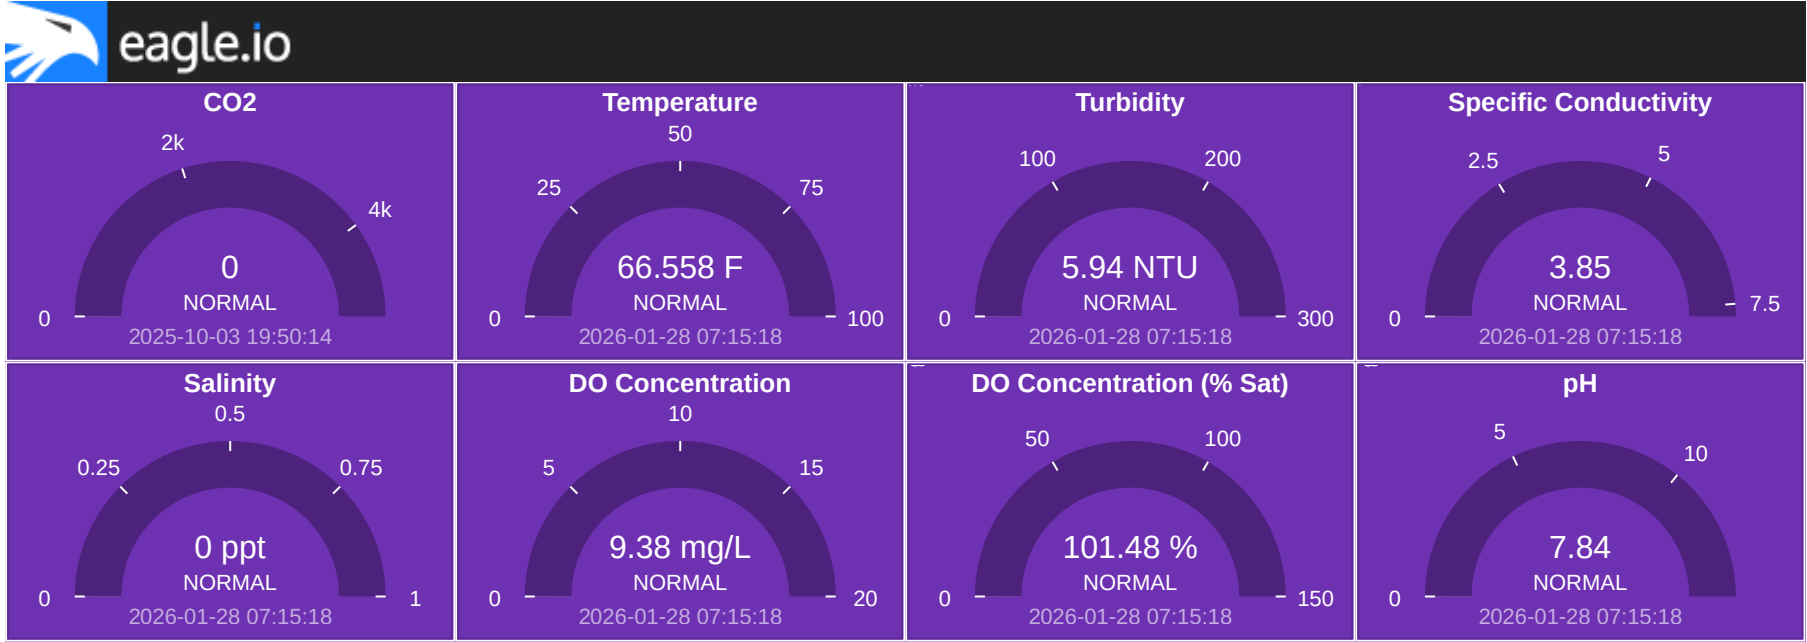 eagle.io
CO2
2k
4k
0
0
NORMAL
2025-10-03 19:50:14
Temperature
50
25
75
66.558 F
NORMAL
0
100
2026-01-28 07:15:18
Turbidity
100
200
5.94 NTU
NORMAL
0
300
2026-01-28 07:15:18
Specific Conductivity
2.5
5
3.85
NORMAL
7.5
0
2026-01-28 07:15:18
Salinity
0.5
0.25
0.75
0 ppt
NORMAL
0
1
2026-01-28 07:15:18
DO Concentration
10
5
15
9.38 mg/L
NORMAL
0
20
2026-01-28 07:15:18
DO Concentration (% Sat)
50
100
101.48 %
NORMAL
0
150
2026-01-28 07:15:18
pH
5
10
7.84
NORMAL
0
2026-01-28 07:15:18